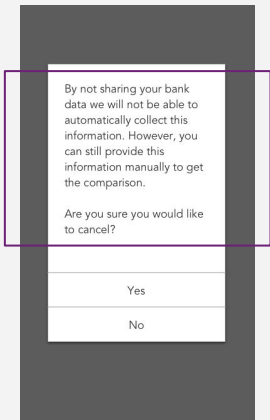 By not sharing your bank
data we will not be able to
automatically collect this
information. However, you
can still provide this
information manually to get
the comparison.
Are you sure you would like
to cancel?
Yes
No